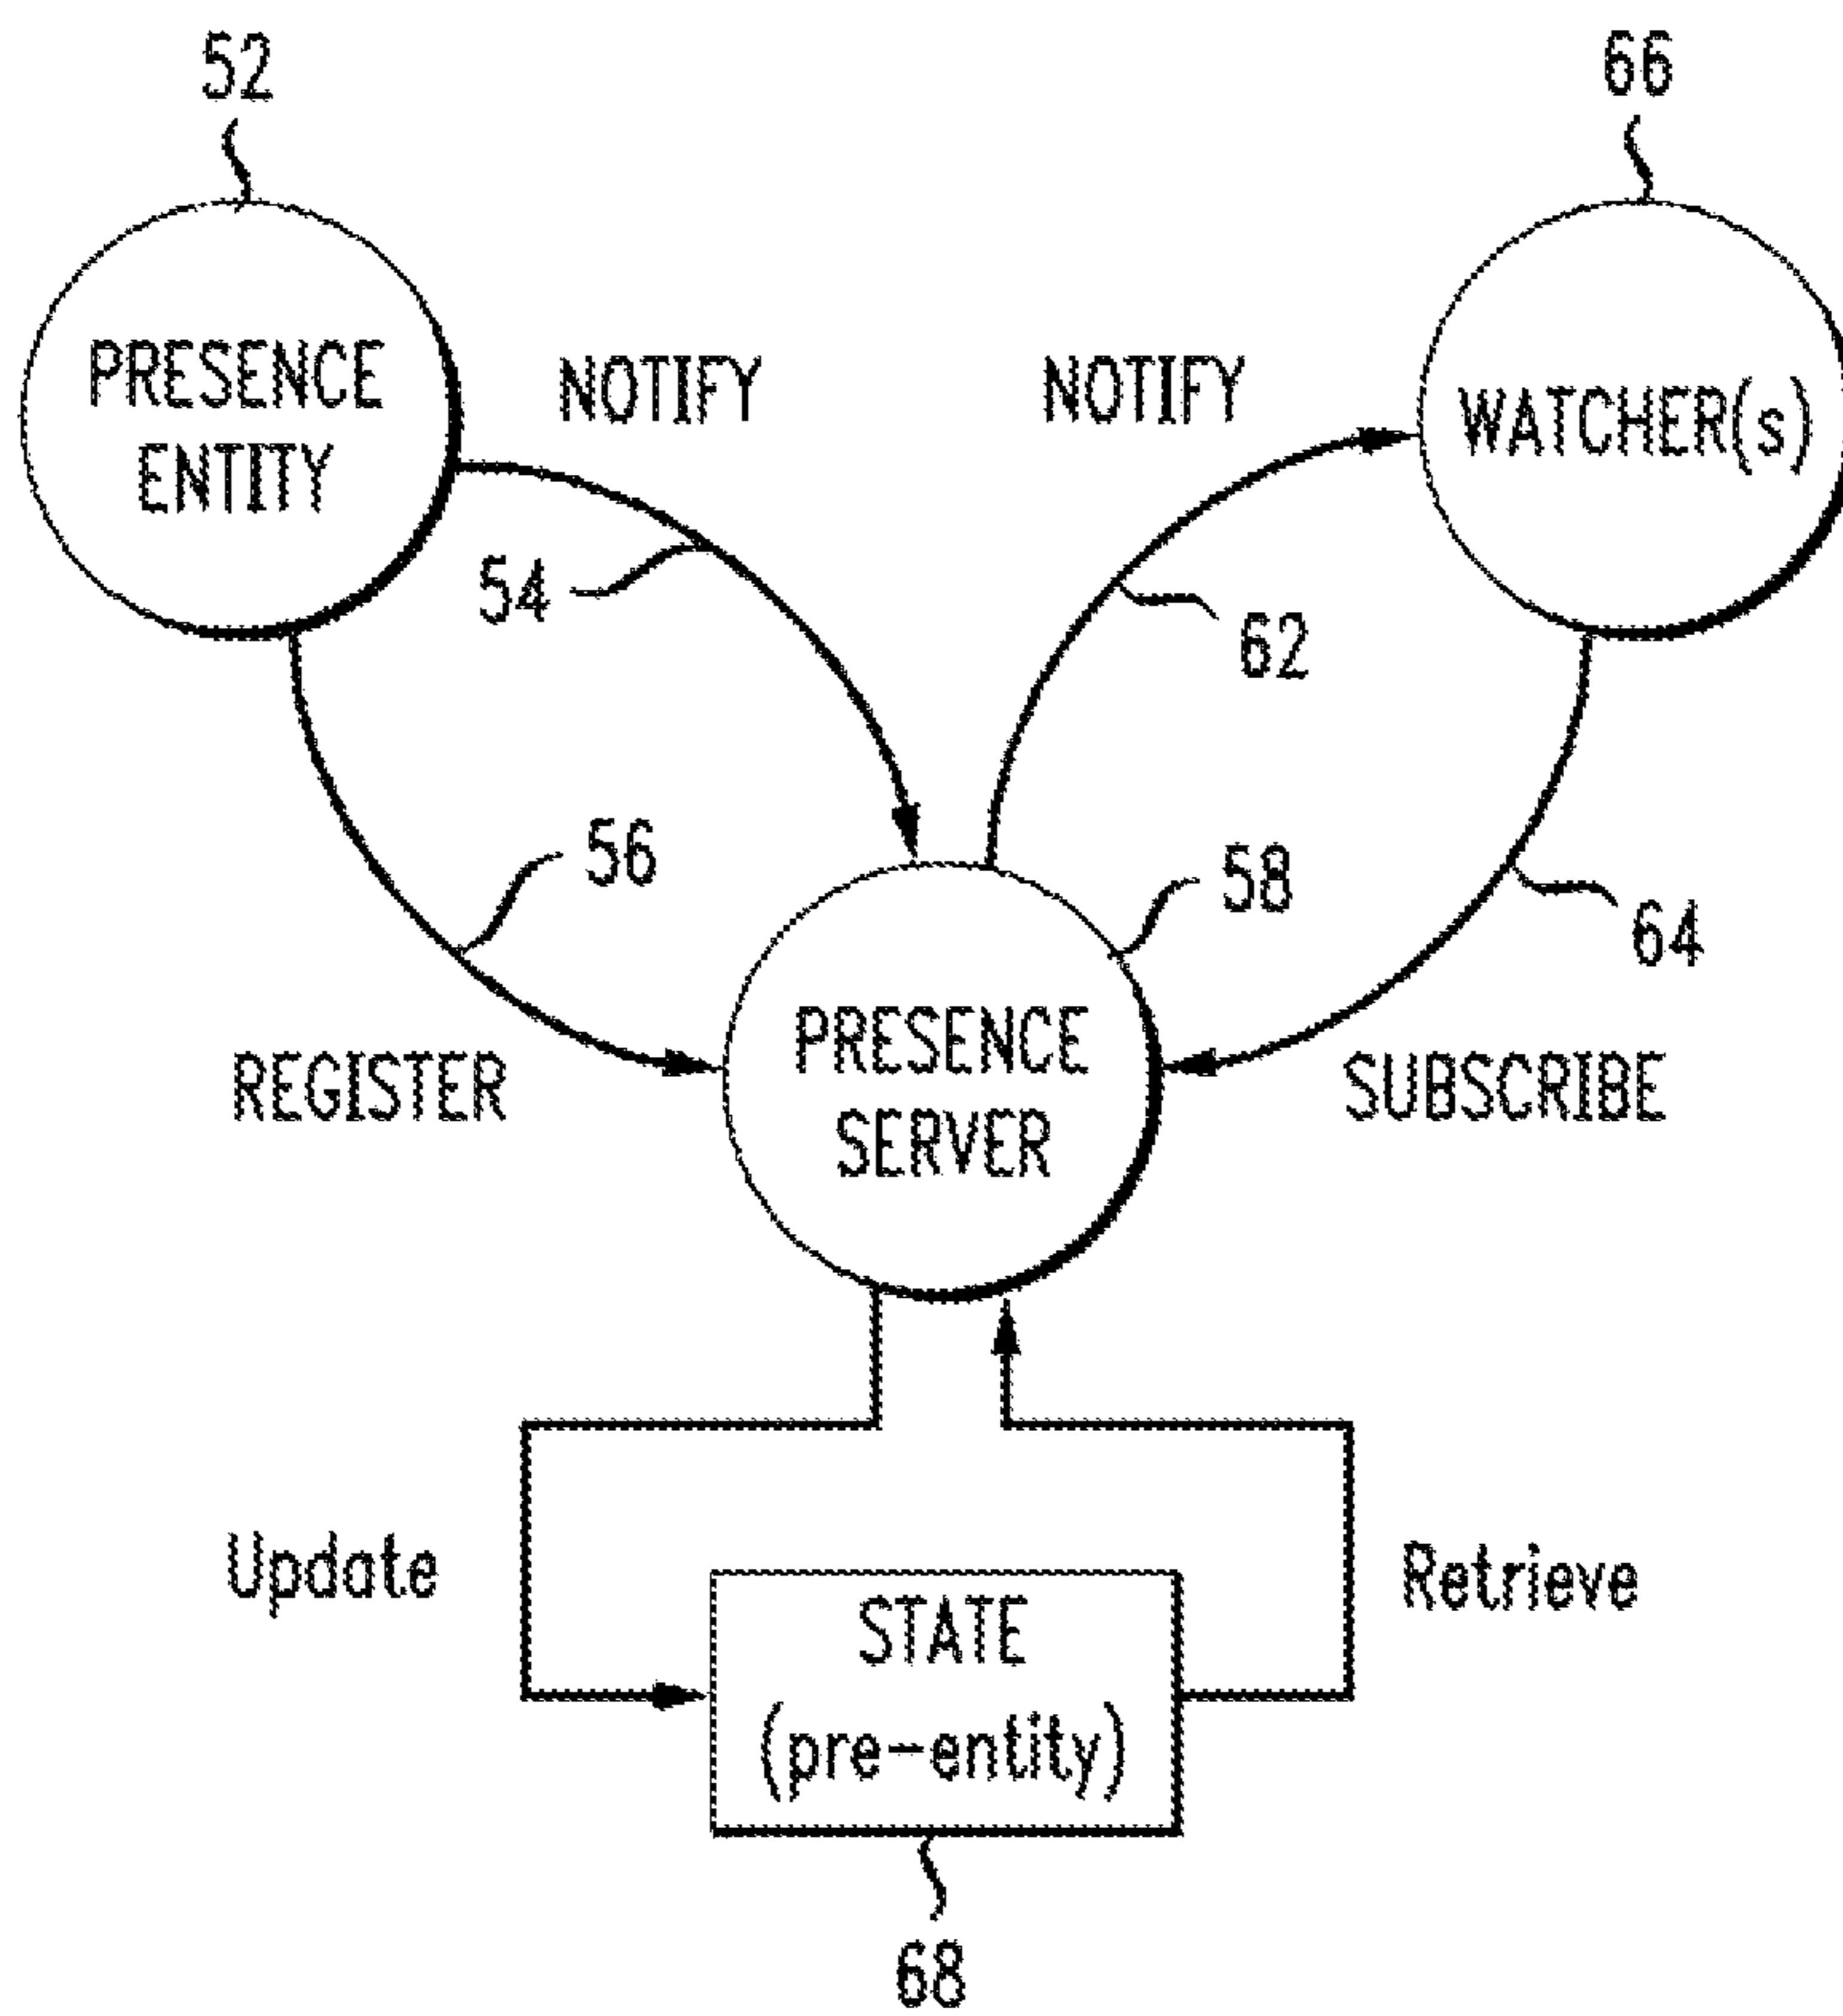 52
66
PRESENCE
ENTITY
NOTIFY
NOTIFY
WATCHER(s)
54
62
56
58
64
PRESENCE
SERVER
REGISTER
SUBSCRIBE
Update
STATE
(pre-entity)
Retrieve
68